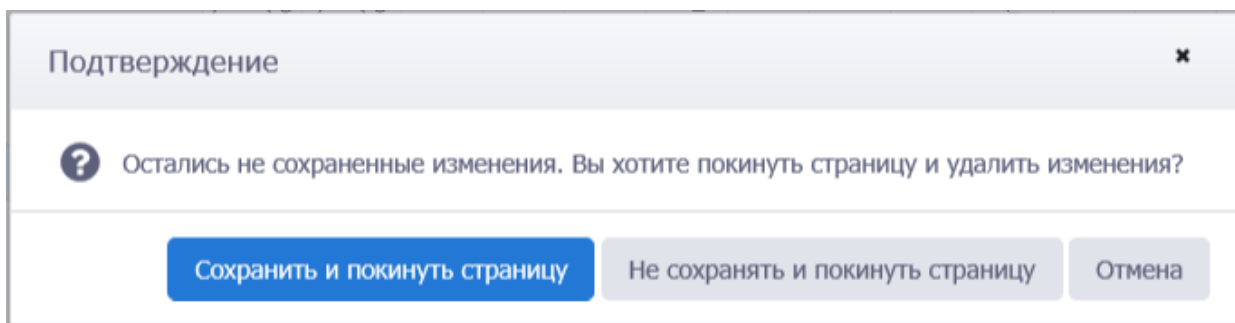 Подтверждение
Остались не сохраненные изменения. Вы хотите покинуть страницу и удалить изменения?
Сохранить и покинуть страницу Не сохранять и покинуть страницу Отмена